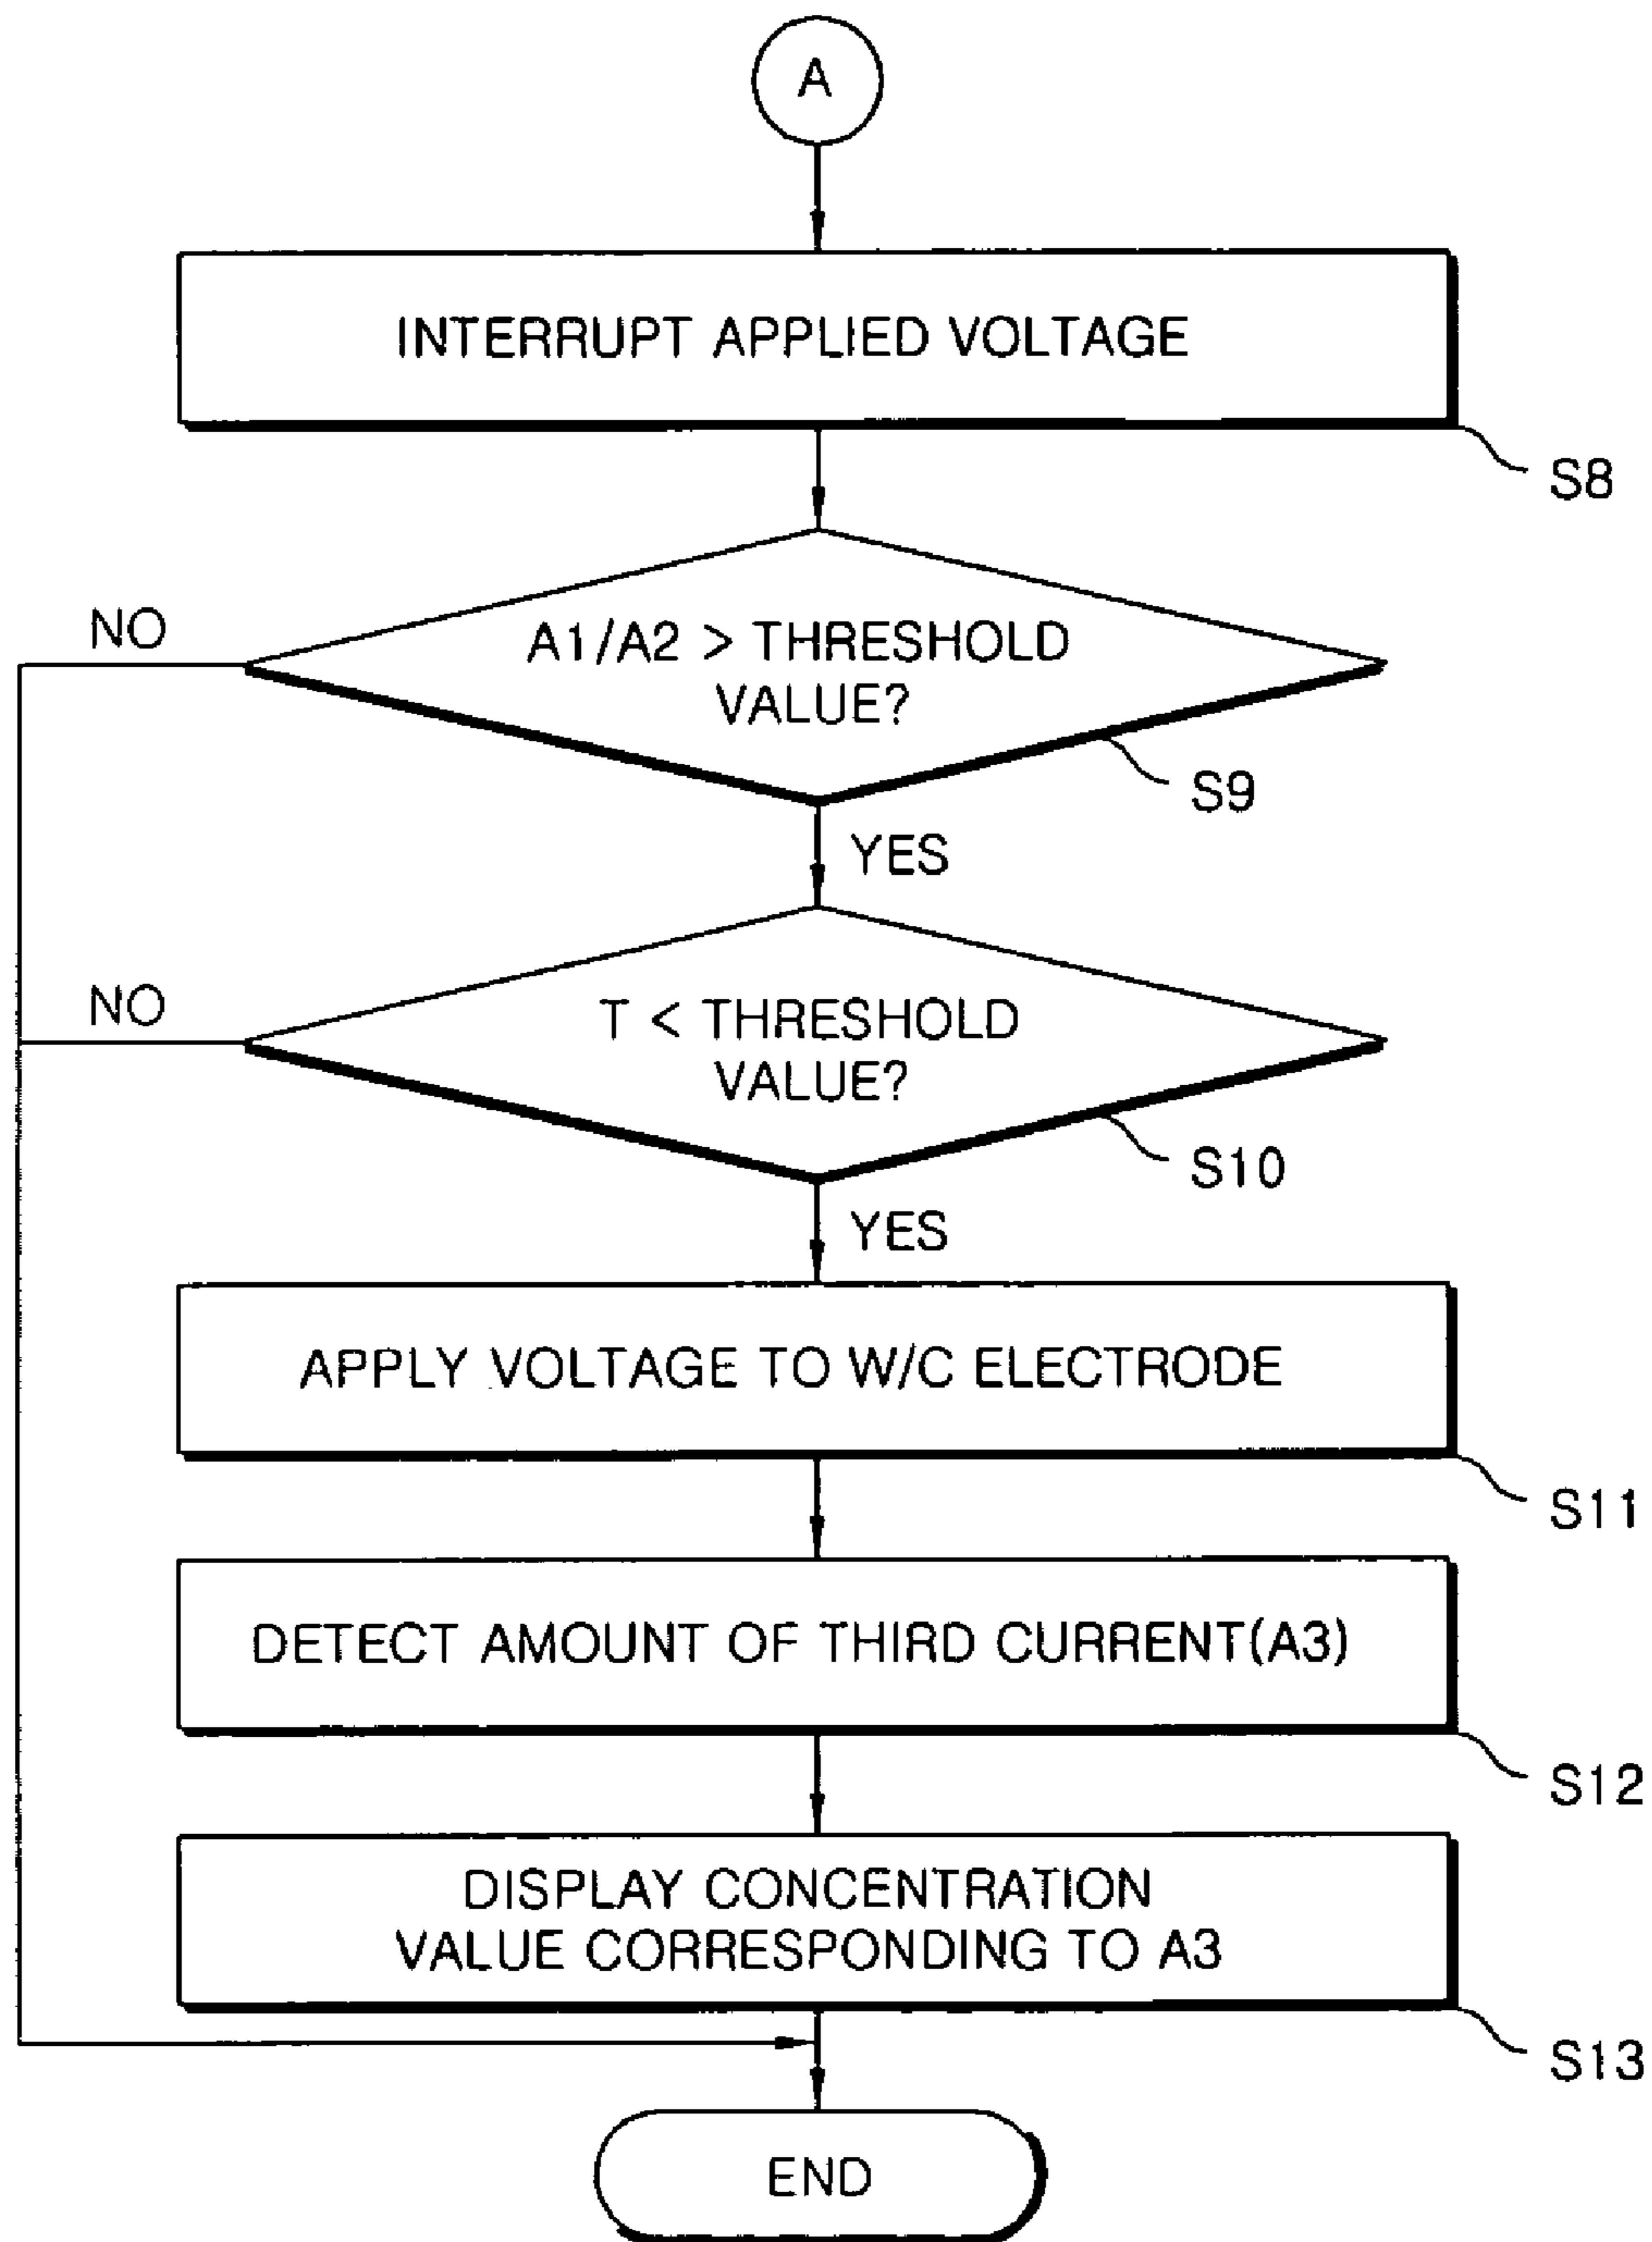 A
INTERRUPT APPLIED VOLTAGE
S8
NO
A1/A2 > THRESHOLD
VALUE?
S9
YES
NO
T < THRESHOLD
VALUE?
S10
YES
APPLY VOLTAGE TO W/C ELECTRODE
S11
DETECT AMOUNT OF THIRD CURRENT(A3)
S12
DISPLAY CONCENTRATION
VALUE CORRESPONDING TO A3
S13
END